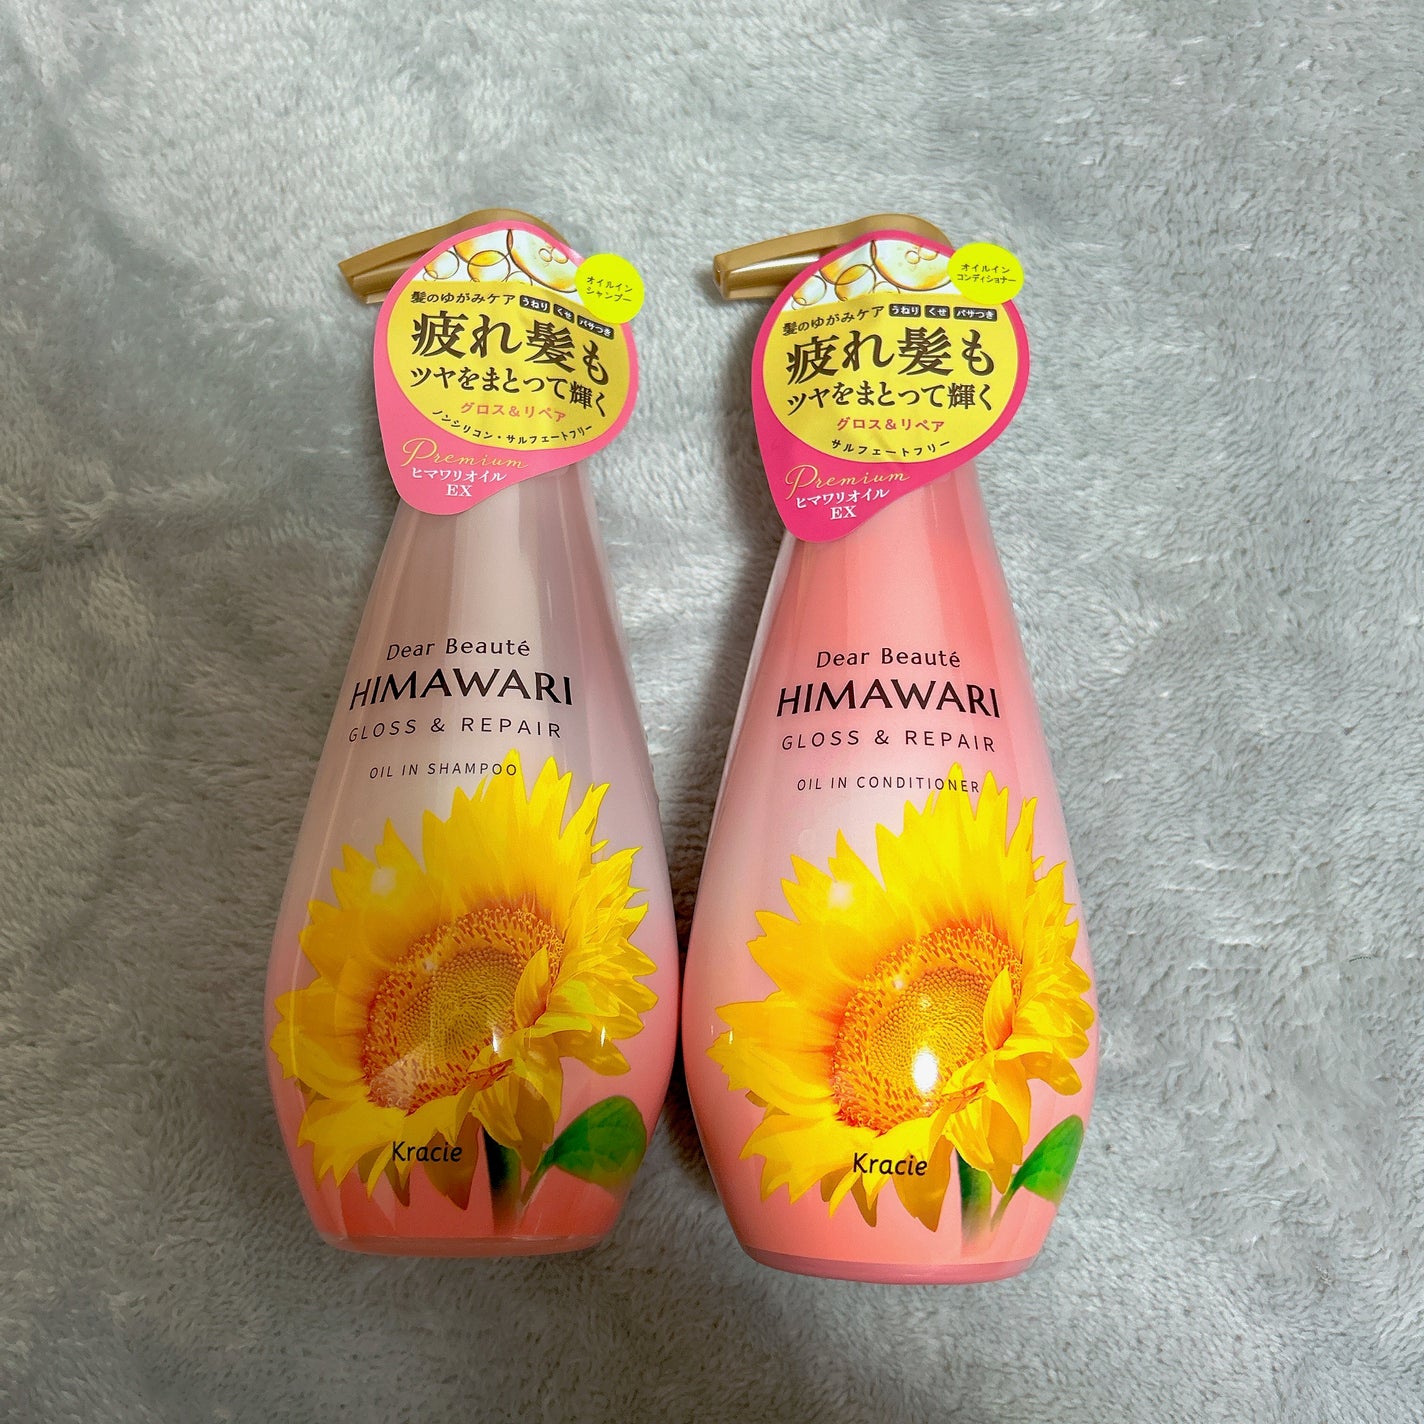 オイルイン
シャンプー
髪のゆがみケア うねり くせ パサつき
疲れ髪も
ツヤをまとって輝く
グロス&リペア
ノンシリコン・サルフェートフリー
Premium
ヒマワリオイル
EX
Dear Beauté
HIMAWARI
GLOSS & REPAIR
OIL IN SHAMPOO
Kracie
オイルイン
コンディショナー
髪のゆがみケア うねり くせ パサつき
疲れ髪も
ツヤをまとって輝く
グロス&リペア
サルフェートフリー
Premium
ヒマワリオイル
EX
Dear Beauté
HIMAWARI
GLOSS & REPAIR
OIL IN CONDITIONER
Kracie